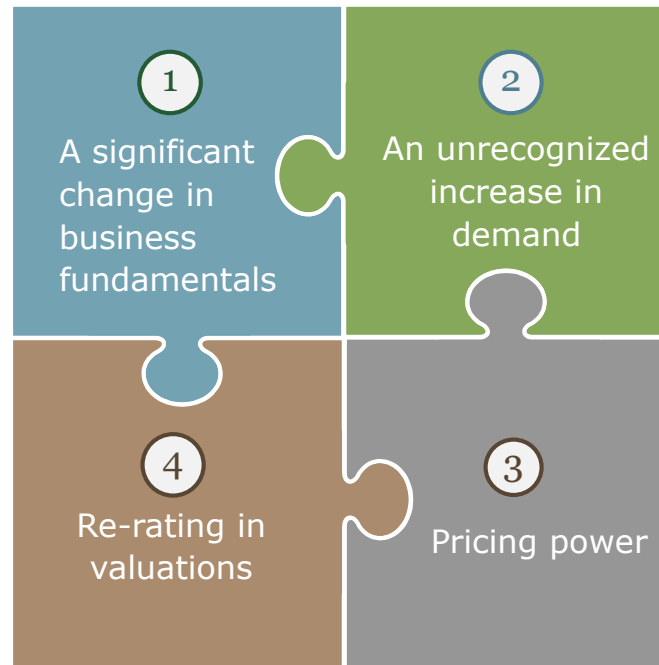 1
A significant
change in
business
fundamentals
2
An unrecognized
increase in
demand
4
Re-rating in
valuations
3
Pricing power